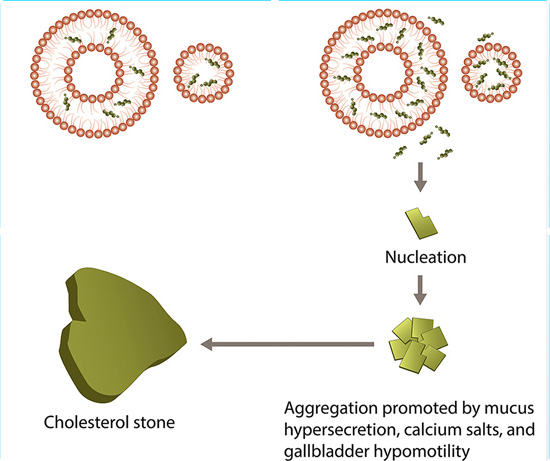 Nucleation
Cholesterol stone
Aggregation promoted by mucus
hypersecretion, calcium salts, and
gallbladder hypomotility